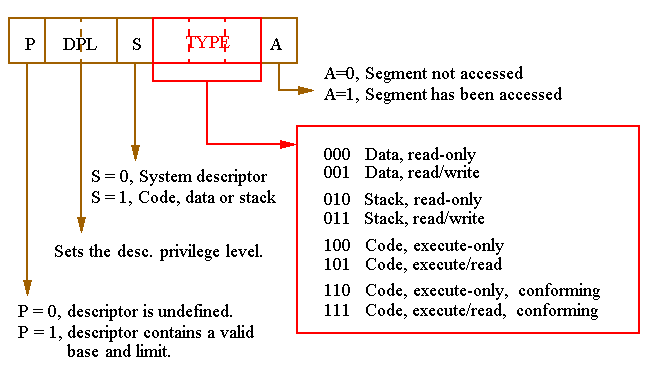 P DPL S TYPE A
A=0, Segment not accessed
A=1, Segment has been accessed
000 Data, read-only
001 Data, read/write
010 Stack, read-only
011 Stack, read/write
100 Code, execute-only
101 Code, execute/read
110 Code, execute-only, conforming
111 Code, execute/read, conforming
S = 0, System descriptor
S = 1, Code, data or stack
Sets the desc. privilege level.
P = 0, descriptor is undefined.
P = 1, descriptor contains a valid
base and limit.